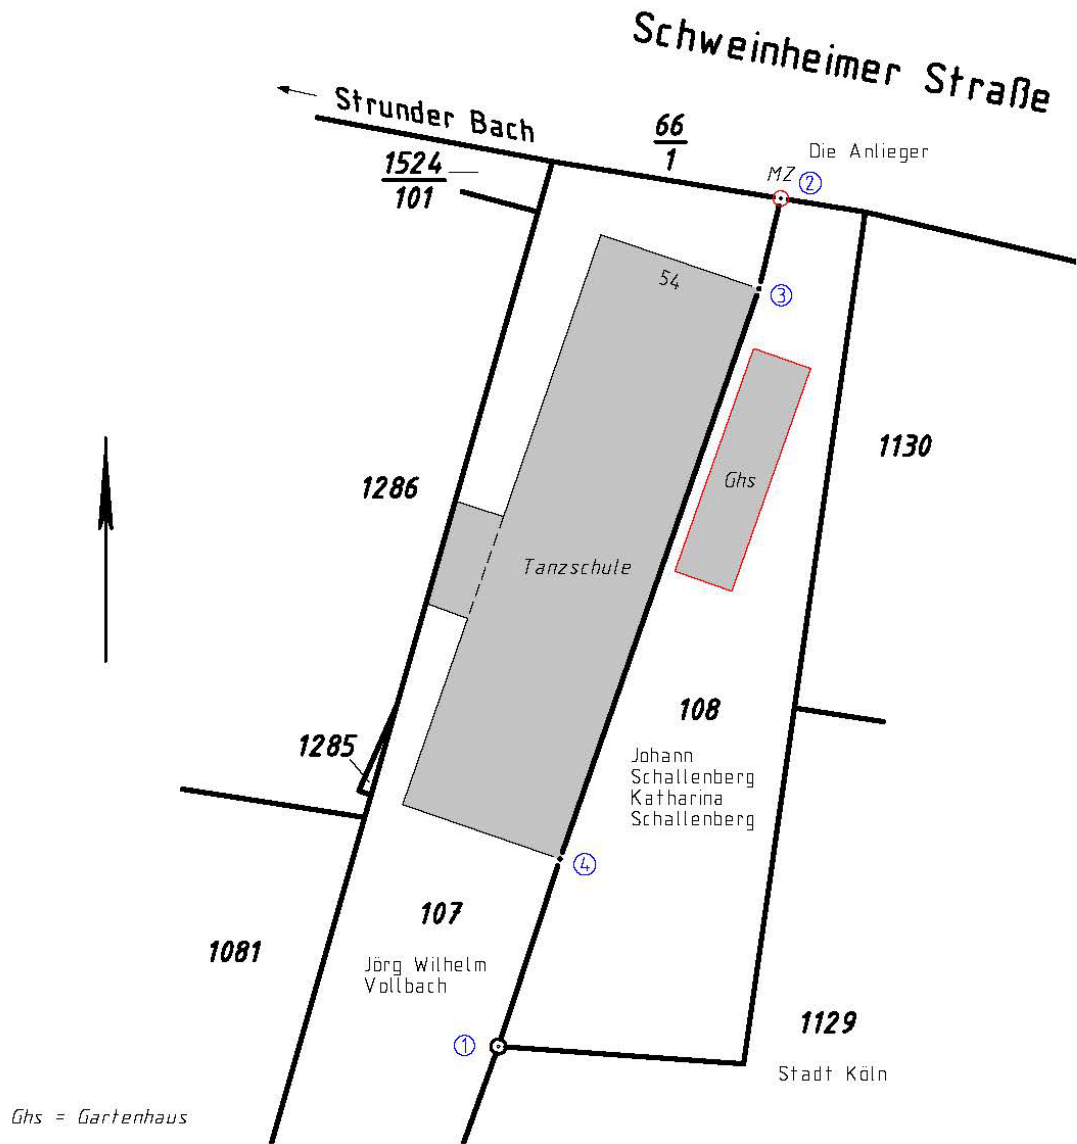 Schweinheimer Straße
Strunder Bach
66
1
Die Anlieger
1524
101
MZ
2
54
3
1130
1286
Ghs
Tanzschule
108
1285
Johann
Schallenberg
Katharina
Schallenberg
4
107
1081
Jörg Wilhelm
Vollbach
1129
1
Stadt Köln
Ghs = Gartenhaus